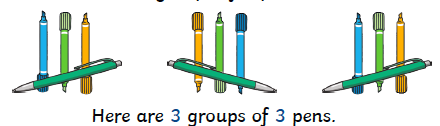 Here are 3 groups of 3 pens.